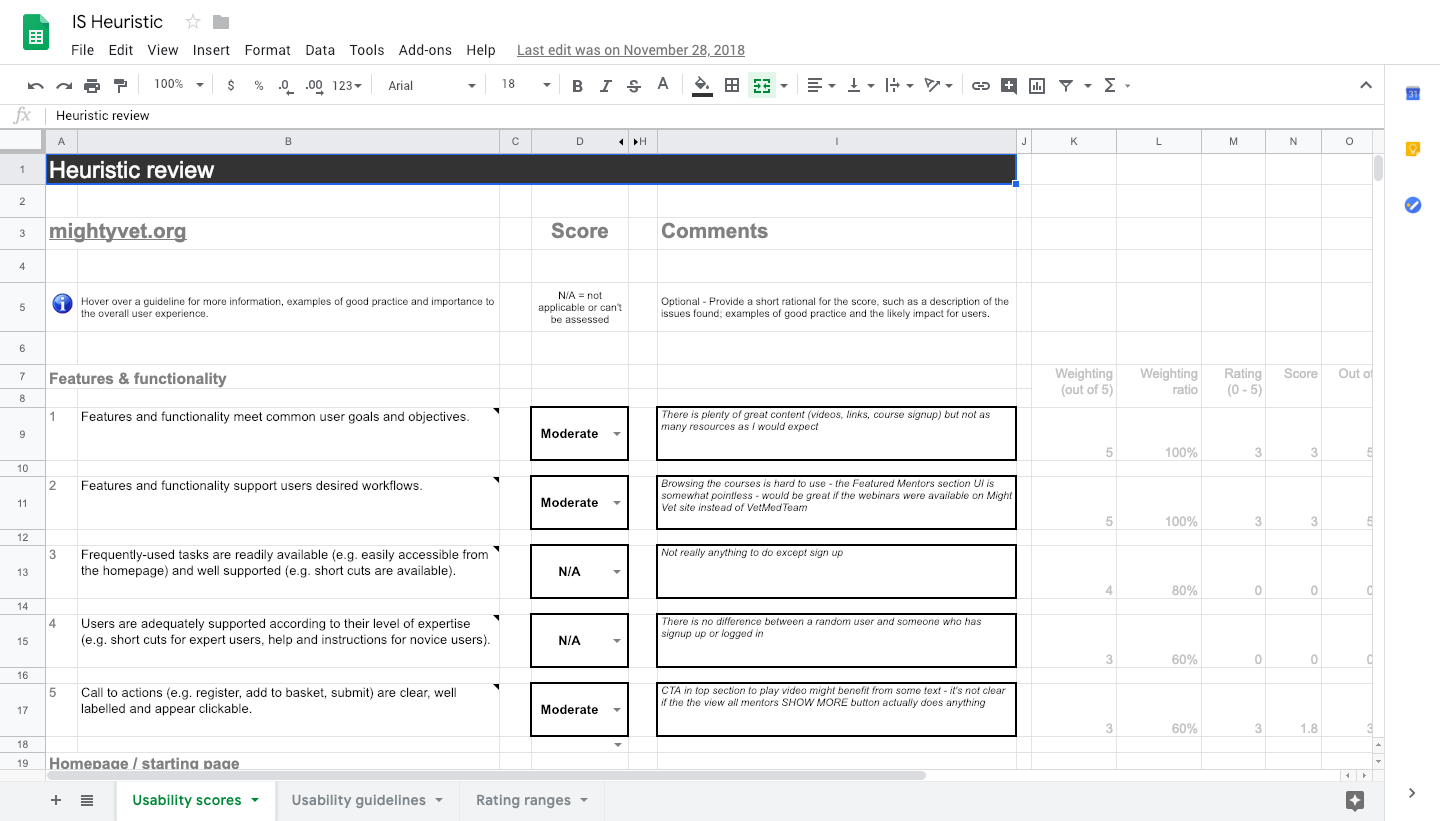 IS Heuristic
File Edit View Insert Format Data Tools Add-ons Help Last edit was on November 28, 2018
100% $ % .0 .00 123 Arial 18 B I S A
31
fx Heuristic review
A B C D H I J K L M N O
1 Heuristic review
2
3 mightyvet.org Score Comments
4
5 Hover over a guideline for more information, examples of good practice and importance to
the overall user experience.
N/A = not
applicable or can't
be assessed
Optional - Provide a short rational for the score, such as a description of the
issues found; examples of good practice and the likely impact for users.
6
7 Features & functionality
Weighting
(out of 5)
Weighting
ratio
Rating
(0 - 5)
Score
Out of
8
9 1 Features and functionality meet common user goals and objectives.
Moderate
There is plenty of great content (videos, links, course signup) but not as
many resources as I would expect
5 100% 3 3 5
10
11 2 Features and functionality support users desired workflows.
Moderate
Browsing the courses is hard to use - the Featured Mentors section UI is
somewhat pointless - would be great if the webinars were available on Might
Vet site instead of VetMedTeam
5 100% 3 3 5
12
13 3 Frequently-used tasks are readily available (e.g. easily accessible from
the homepage) and well supported (e.g. short cuts are available).
N/A
Not really anything to do except sign up
4 80% 0 0 0
14
15 4 Users are adequately supported according to their level of expertise
(e.g. short cuts for expert users, help and instructions for novice users).
N/A
There is no difference between a random user and someone who has
signup up or logged in
3 60% 0 0 0
16
17 5 Call to actions (e.g. register, add to basket, submit) are clear, well
labelled and appear clickable.
Moderate
CTA in top section to play video might benefit from some text - it's not clear
if the the view all mentors SHOW MORE button actually does anything
3 60% 3 1.8 3
18
19 Homepage / starting page
Usability scores Usability guidelines Rating ranges